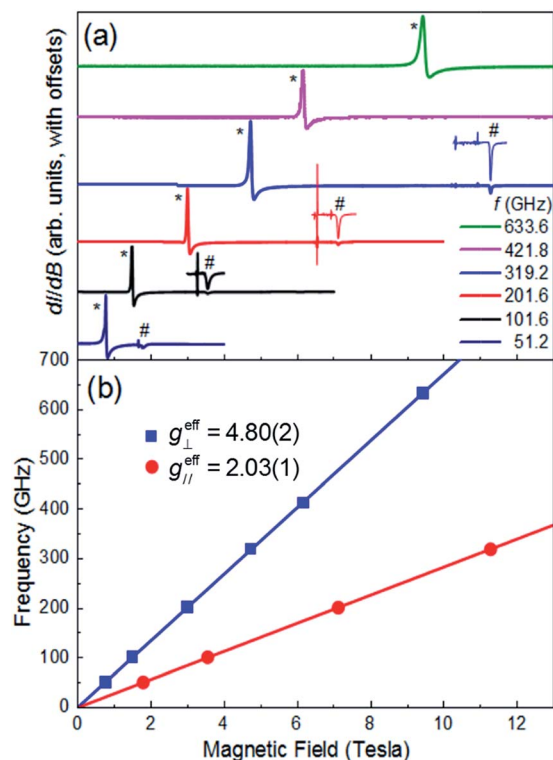 (a)
dI/dB (arb. units, with offsets)
*
*
*
*
*
*
#
#
#
#
f (GHz)
633.6
421.8
319.2
201.6
101.6
51.2
(b)
g⊥^eff = 4.80(2)
g//^eff = 2.03(1)
Frequency (GHz)
700
600
500
400
300
200
100
0
0 2 4 6 8 10 12
Magnetic Field (Tesla)